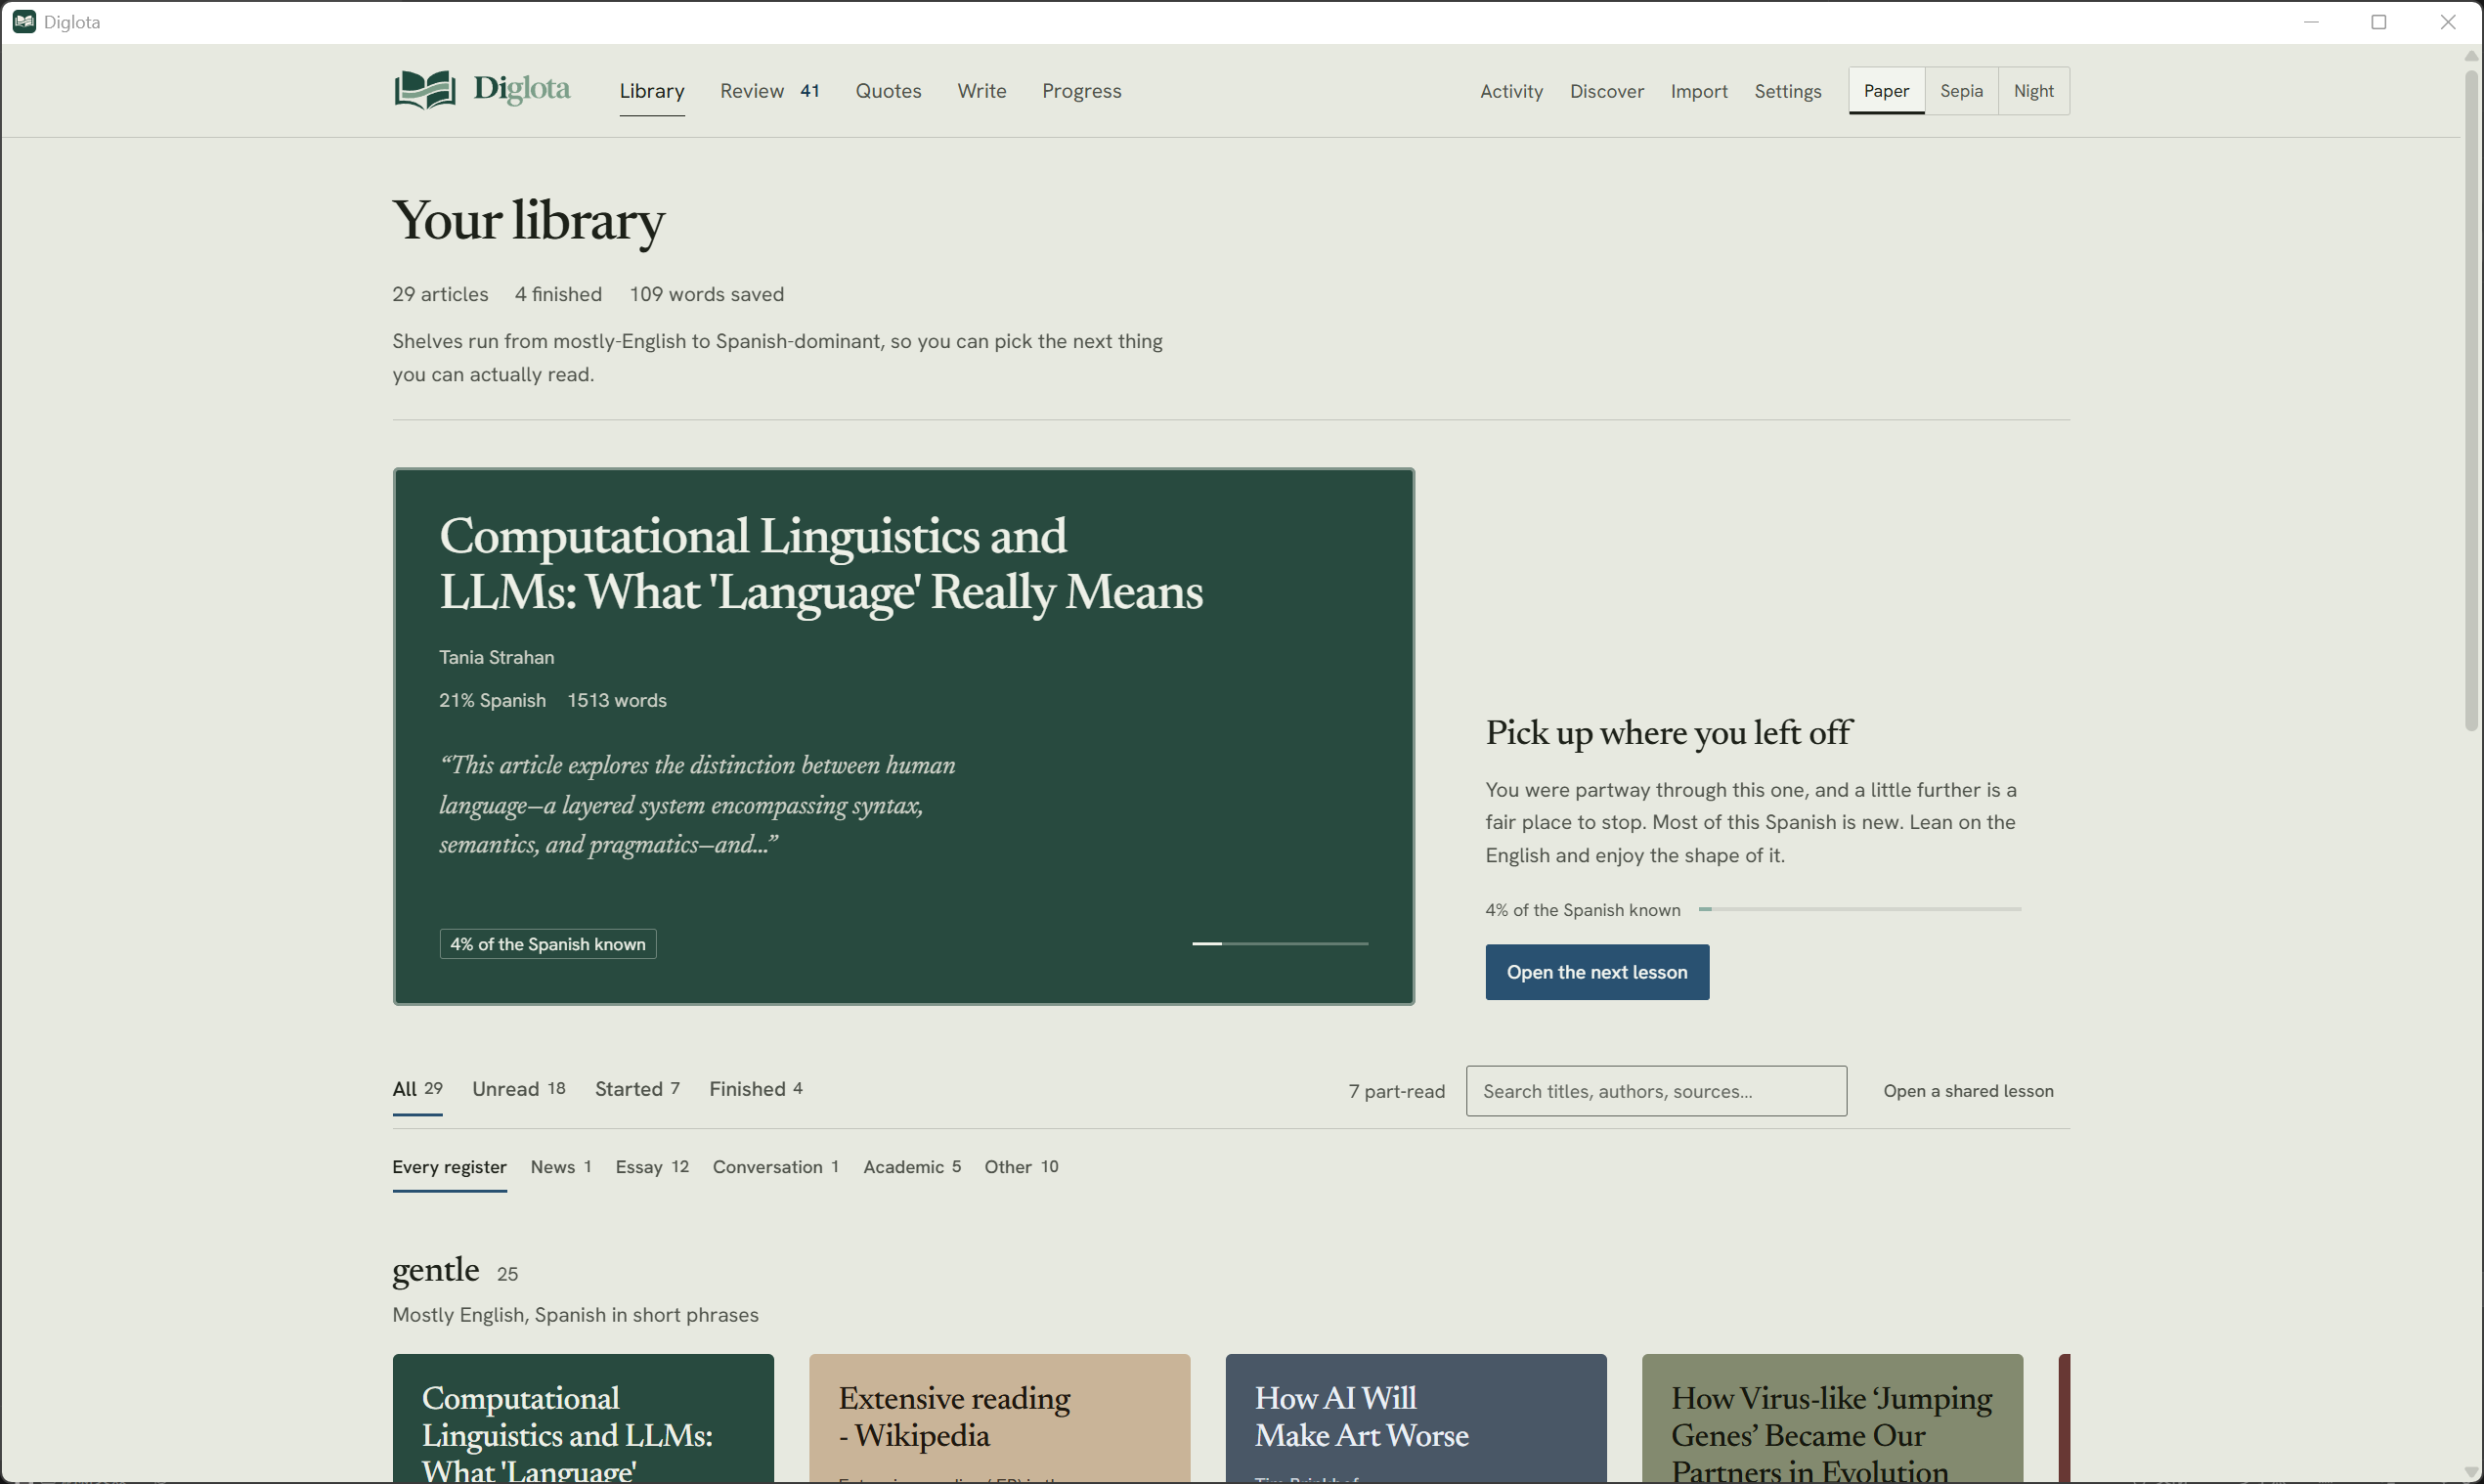 Diglota
Diglota
Library
Review 41
Quotes
Write
Progress
Activity
Discover
Import
Settings
Paper
Sepia
Night
Your library
29 articles 4 finished 109 words saved
Shelves run from mostly-English to Spanish-dominant, so you can pick the next thing
you can actually read.
Computational Linguistics and
LLMs: What 'Language' Really Means
Tania Strahan
21% Spanish 1513 words
“This article explores the distinction between human
language—a layered system encompassing syntax,
semantics, and pragmatics—and...”
4% of the Spanish known
Pick up where you left off
You were partway through this one, and a little further is a
fair place to stop. Most of this Spanish is new. Lean on the
English and enjoy the shape of it.
4% of the Spanish known
Open the next lesson
All 29
Unread 18
Started 7
Finished 4
7 part-read
Search titles, authors, sources...
Open a shared lesson
Every register
News 1
Essay 12
Conversation 1
Academic 5
Other 10
gentle 25
Mostly English, Spanish in short phrases
Computational
Linguistics and LLMs:
What 'Language'
Extensive reading
- Wikipedia
How AI Will
Make Art Worse
How Virus-like ‘Jumping
Genes’ Became Our
Partners in Evolution